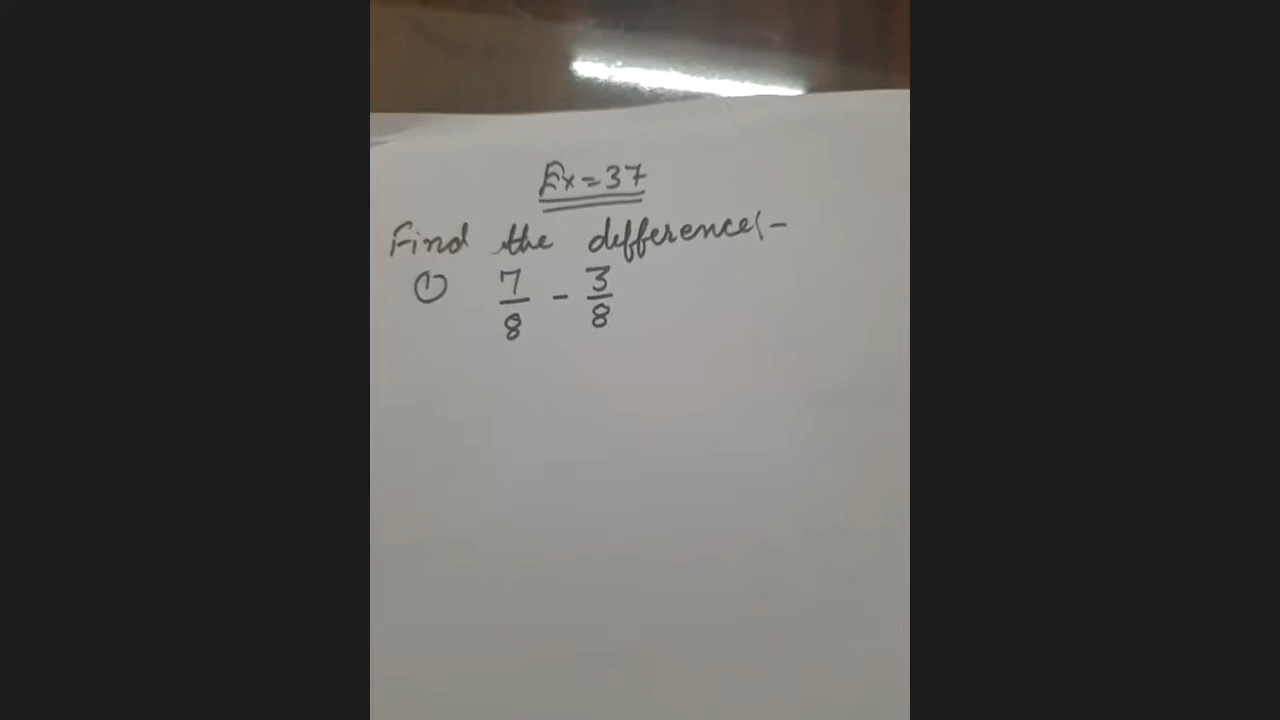 Ex=37
Find the difference:-
① 7/8 - 3/8